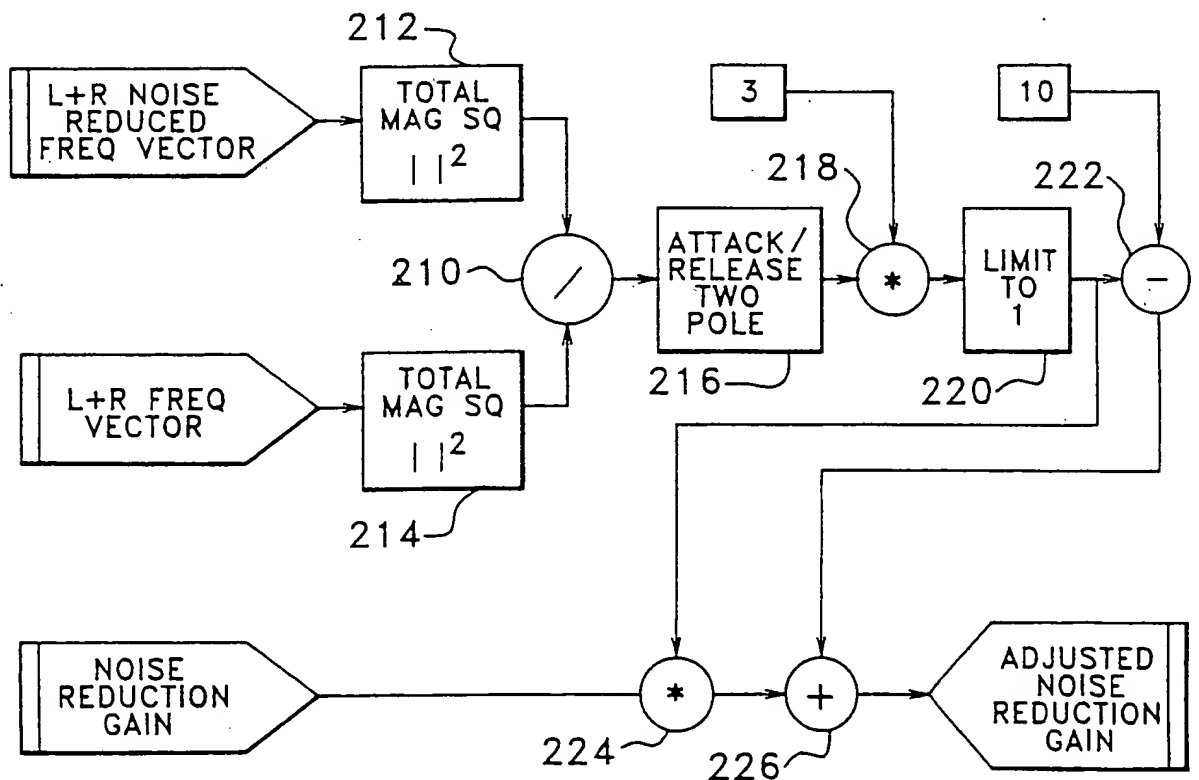 212
L+R NOISE
REDUCED
FREQ VECTOR
TOTAL
MAG SQ
| |²
3
10
218
222
210
/
ATTACK/
RELEASE
TWO
POLE
*
LIMIT
TO
1
-
216
220
L+R FREQ
VECTOR
TOTAL
MAG SQ
| |²
214
NOISE
REDUCTION
GAIN
*
+
ADJUSTED
NOISE
REDUCTION
GAIN
224
226